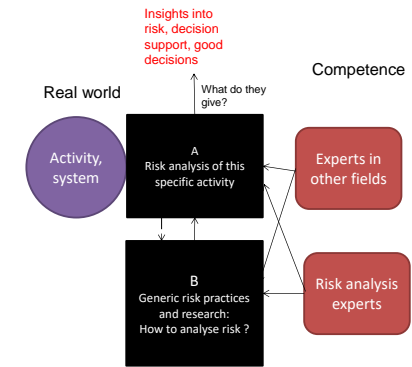 Insights into
risk, decision
support, good
decisions
What do they
give?
Competence
Real world
Activity,
system
A
Risk analysis of this
specific activity
Experts in
other fields
B
Generic risk practices
and research:
How to analyse risk ?
Risk analysis
experts